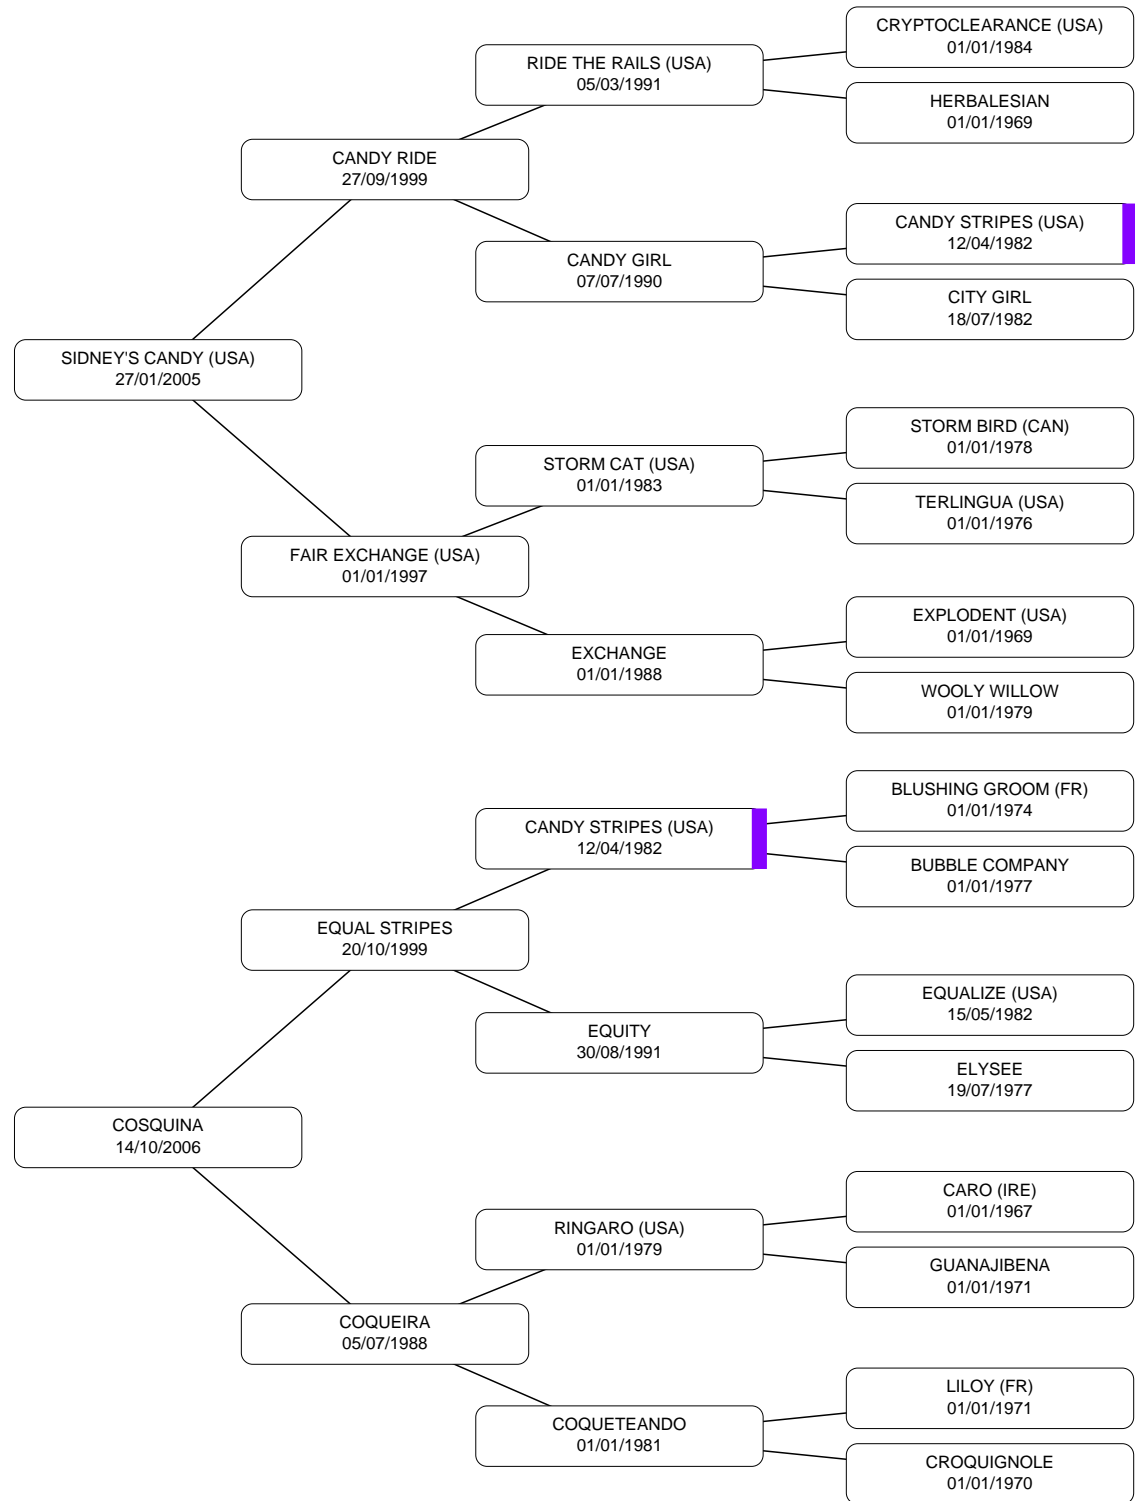 CRYPTOCLEARANCE (USA)
01/01/1984
RIDE THE RAILS (USA)
05/03/1991
HERBALESIAN
01/01/1969
CANDY RIDE
27/09/1999
CANDY STRIPES (USA)
12/04/1982
CANDY GIRL
07/07/1990
CITY GIRL
18/07/1982
SIDNEY'S CANDY (USA)
27/01/2005
STORM BIRD (CAN)
01/01/1978
STORM CAT (USA)
01/01/1983
TERLINGUA (USA)
01/01/1976
FAIR EXCHANGE (USA)
01/01/1997
EXPLODENT (USA)
01/01/1969
EXCHANGE
01/01/1988
WOOLY WILLOW
01/01/1979
BLUSHING GROOM (FR)
01/01/1974
CANDY STRIPES (USA)
12/04/1982
BUBBLE COMPANY
01/01/1977
EQUAL STRIPES
20/10/1999
EQUALIZE (USA)
15/05/1982
EQUITY
30/08/1991
ELYSEE
19/07/1977
COSQUINA
14/10/2006
CARO (IRE)
01/01/1967
RINGARO (USA)
01/01/1979
GUANAJIBENA
01/01/1971
COQUEIRA
05/07/1988
LILOY (FR)
01/01/1971
COQUETEANDO
01/01/1981
CROQUIGNOLE
01/01/1970